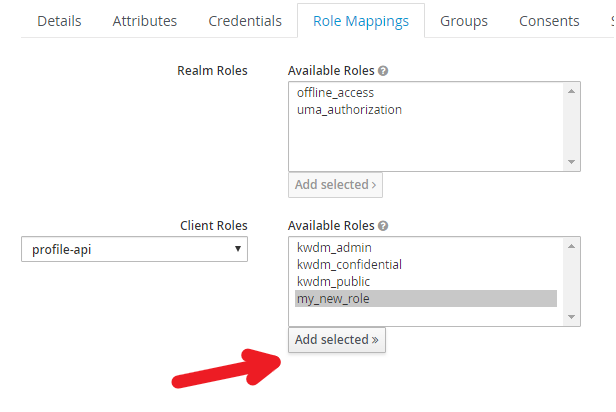 Details Attributes Credentials Role Mappings Groups Consents
Realm Roles Available Roles
offline_access
uma_authorization
Add selected >
Client Roles Available Roles
profile-api
kwdm_admin
kwdm_confidential
kwdm_public
my_new_role
Add selected »